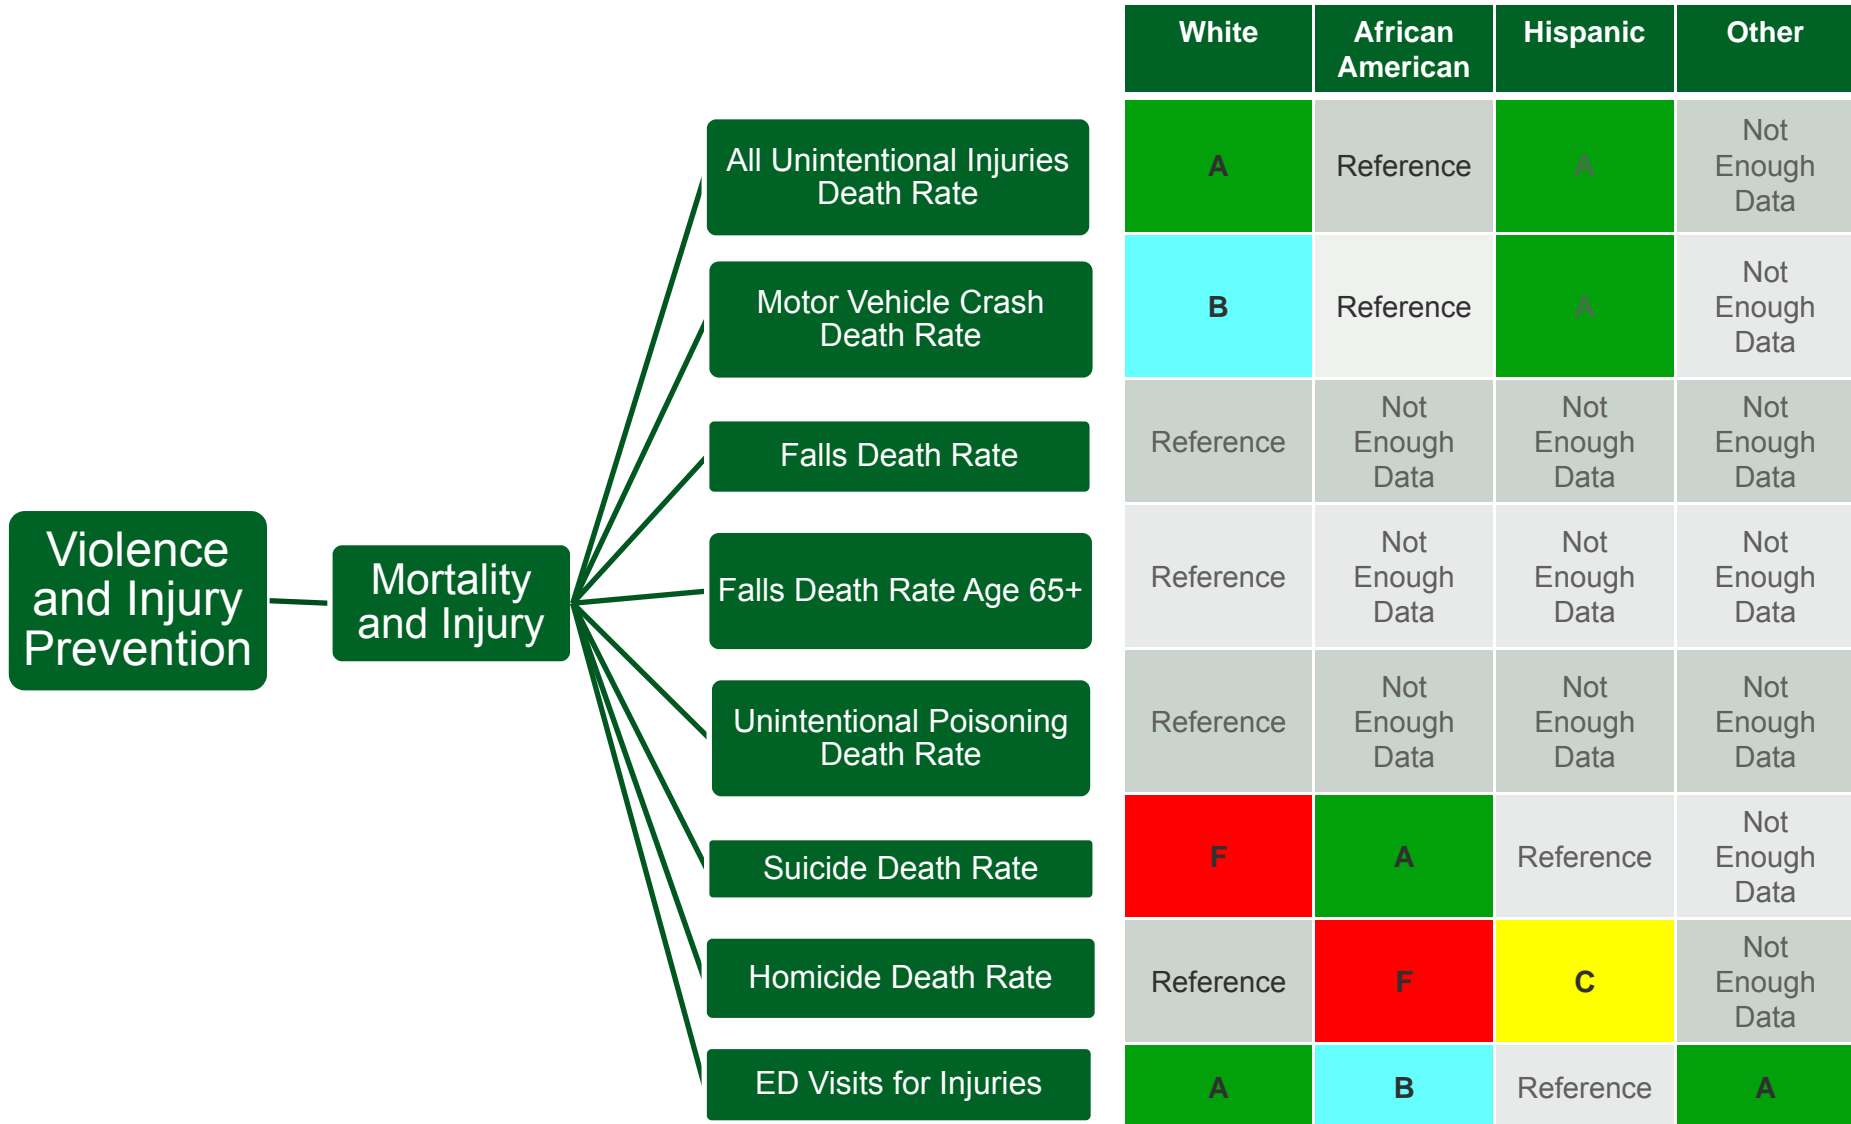 White
African
American
Hispanic
Other
All Unintentional Injuries
Death Rate
A
Reference
A
Not
Enough
Data
Motor Vehicle Crash
Death Rate
B
Reference
A
Not
Enough
Data
Falls Death Rate
Reference
Not
Enough
Data
Not
Enough
Data
Not
Enough
Data
Violence
and Injury
Prevention
Mortality
and Injury
Falls Death Rate Age 65+
Reference
Not
Enough
Data
Not
Enough
Data
Not
Enough
Data
Unintentional Poisoning
Death Rate
Reference
Not
Enough
Data
Not
Enough
Data
Not
Enough
Data
Suicide Death Rate
F
A
Reference
Not
Enough
Data
Homicide Death Rate
Reference
F
C
Not
Enough
Data
ED Visits for Injuries
A
B
Reference
A